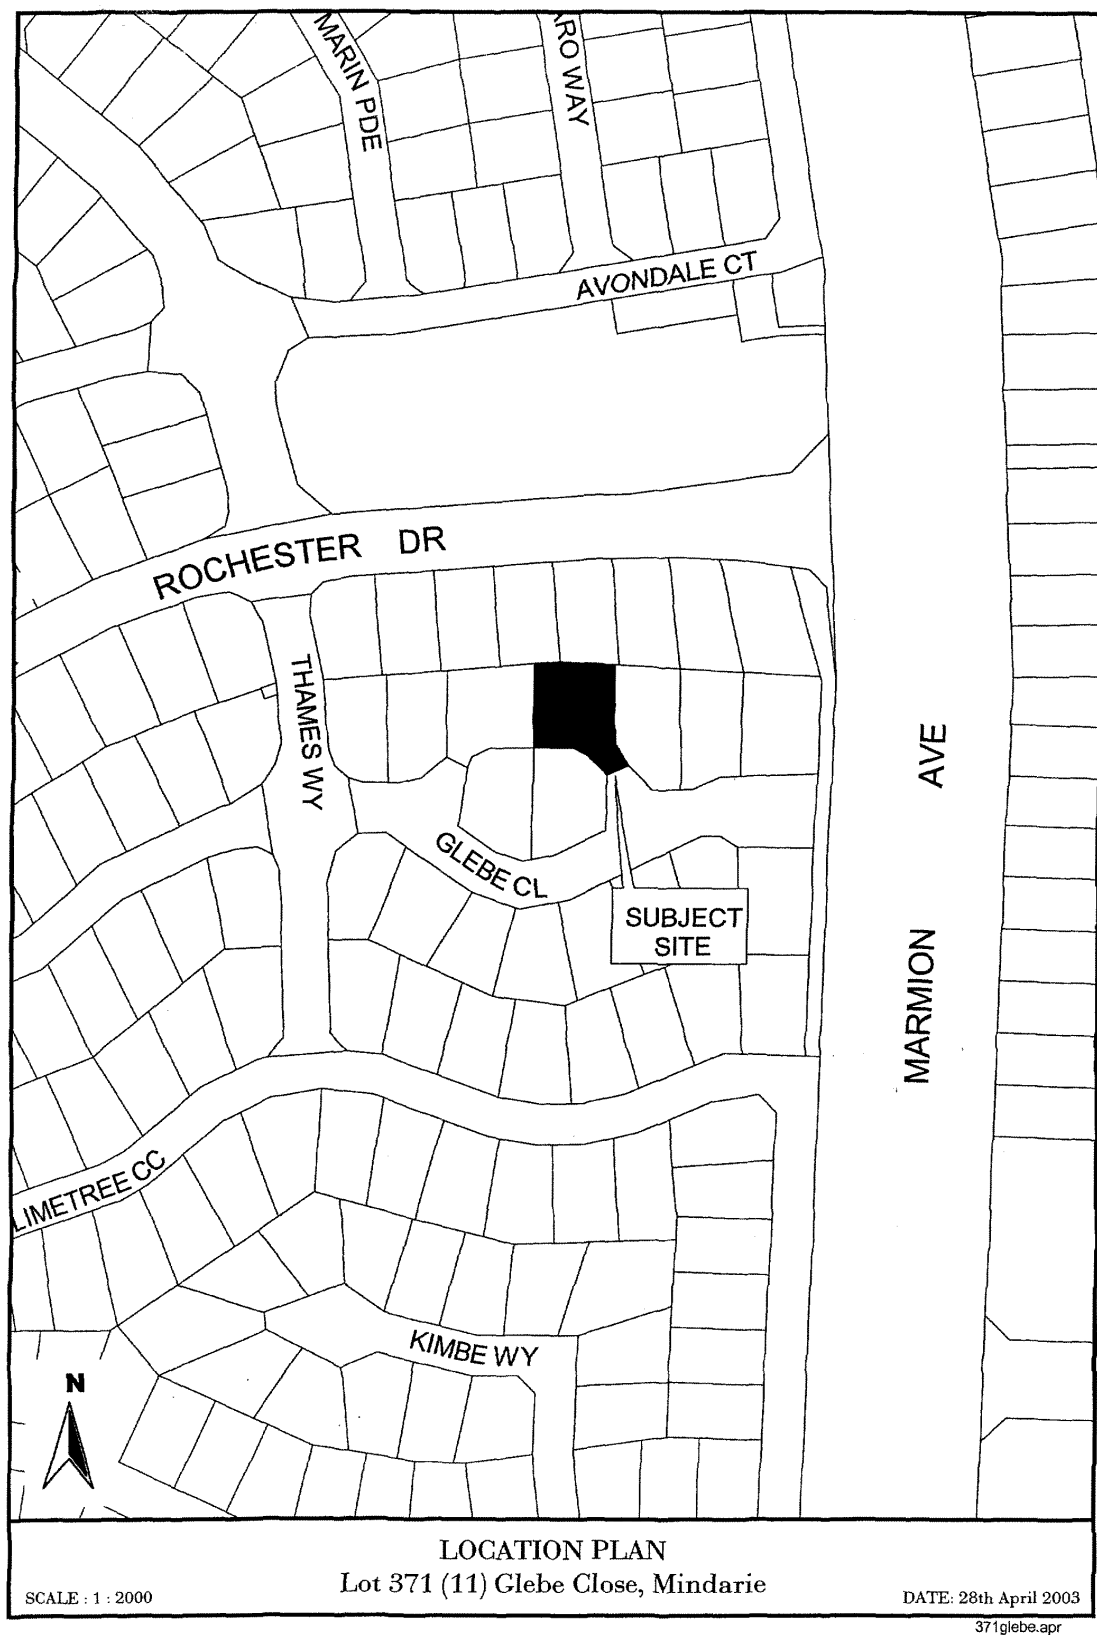 MARIN PDE
ARO WAY
AVONDALE CT
ROCHESTER DR
THAMES WY
GLEBE CL
SUBJECT
SITE
MARMION AVE
LIMETREE CC
KIMBE WY
N
LOCATION PLAN
Lot 371 (11) Glebe Close, Mindarie
SCALE : 1 : 2000
DATE: 28th April 2003
371glebe.apr